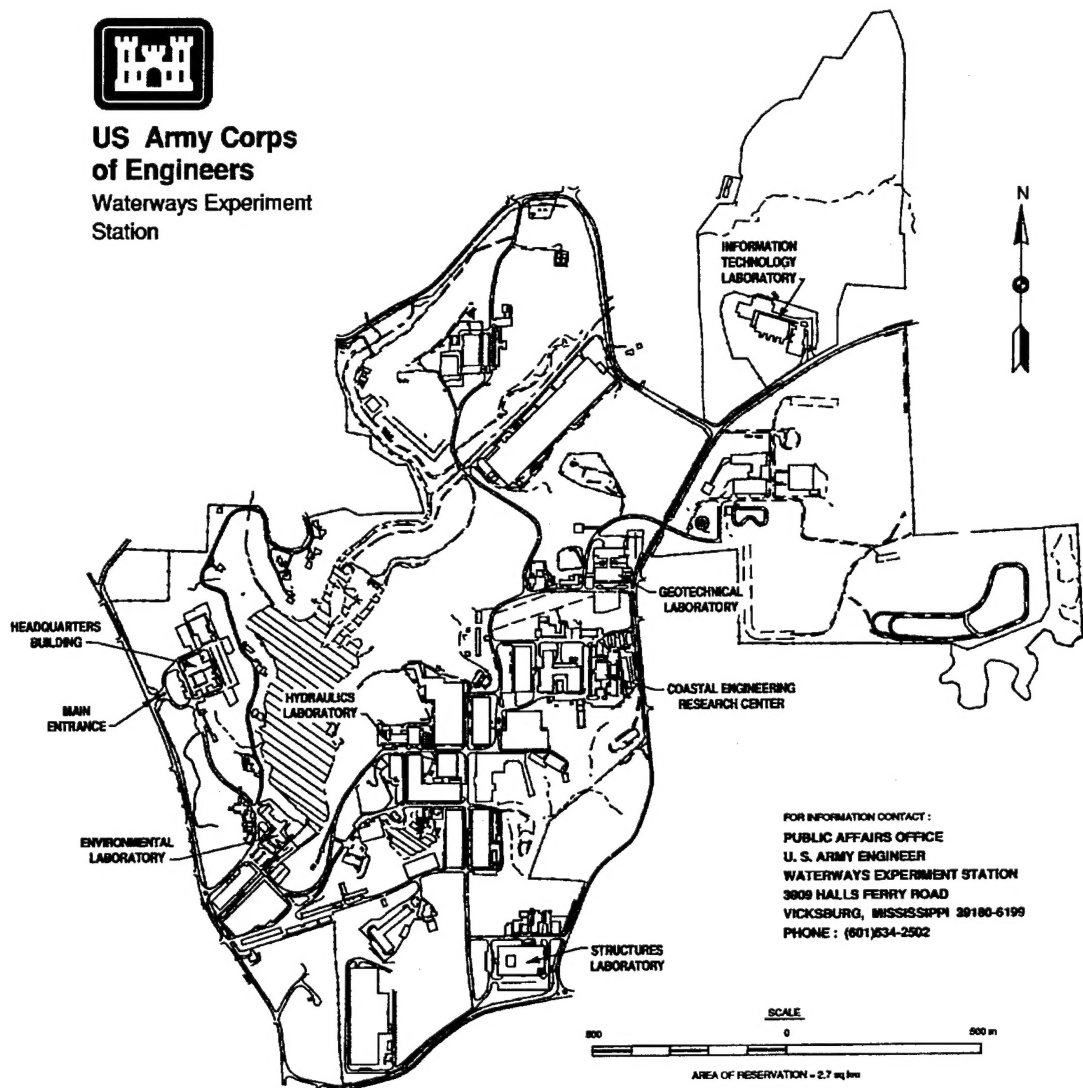 US Army Corps
of Engineers
Waterways Experiment
Station
N
INFORMATION
TECHNOLOGY
LABORATORY
GEOTECHNICAL
LABORATORY
HEADQUARTERS
BUILDING
MAIN
ENTRANCE
HYDRAULICS
LABORATORY
COASTAL ENGINEERING
RESEARCH CENTER
ENVIRONMENTAL
LABORATORY
STRUCTURES
LABORATORY
FOR INFORMATION CONTACT :
PUBLIC AFFAIRS OFFICE
U. S. ARMY ENGINEER
WATERWAYS EXPERIMENT STATION
3909 HALLS FERRY ROAD
VICKSBURG, MISSISSIPPI 39180-6199
PHONE : (601)634-2502
SCALE
500 0 500 m
AREA OF RESERVATION = 2.7 sq km